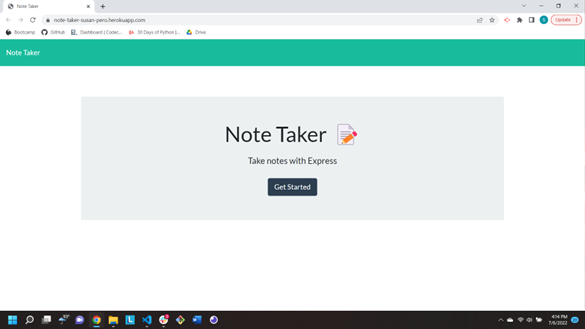 Note Taker
note-taker-susan-pero.herokuapp.com
S
Update
Bootcamp
GitHub
Dashboard | Codec...
30 Days of Python |...
Drive
Note Taker
Note Taker
Take notes with Express
Get Started
4:14 PM
7/6/2022